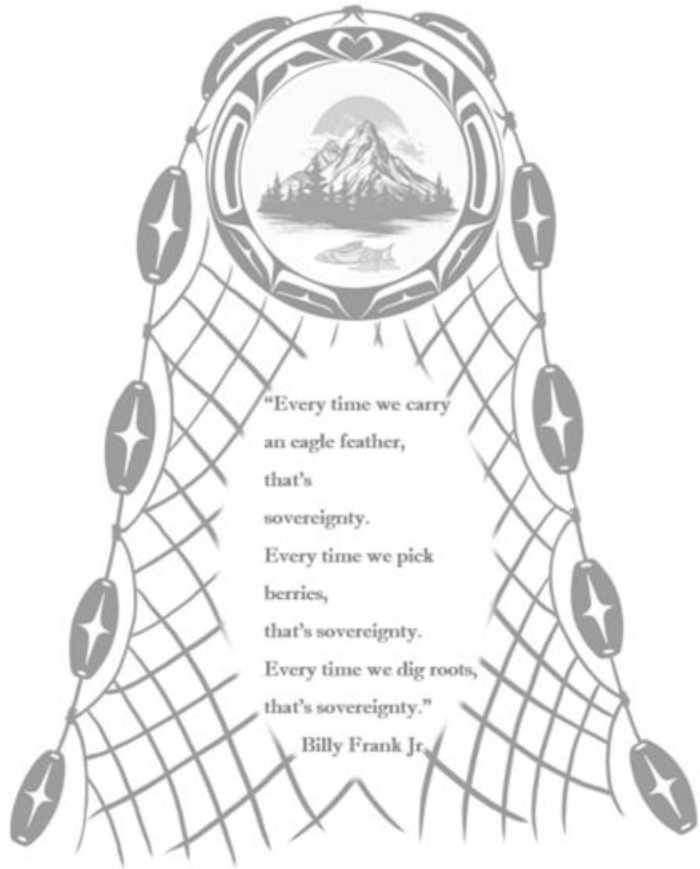 “Every time we carry
an eagle feather,
that’s
sovereignty.
Every time we pick
berries,
that’s sovereignty.
Every time we dig roots,
that’s sovereignty.”
Billy Frank Jr.